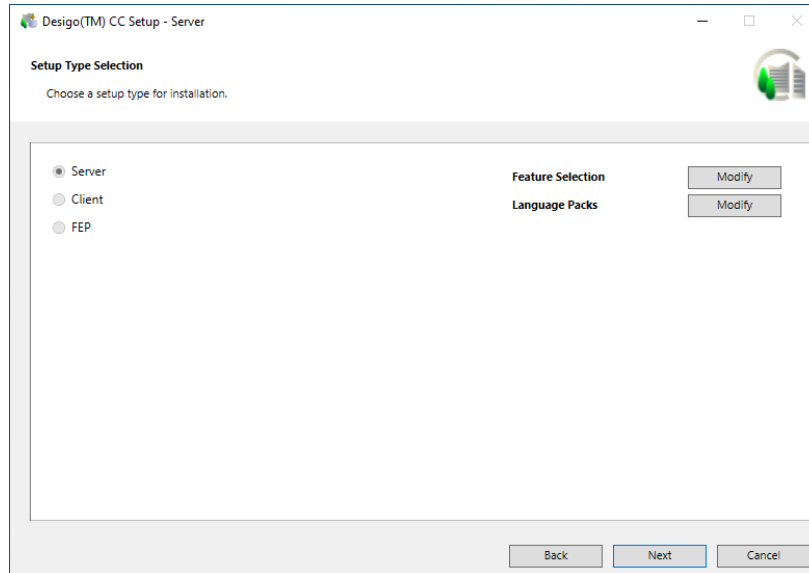 Desigo(TM) CC Setup - Server
Setup Type Selection
Choose a setup type for installation.
Server
Client
FEP
Feature Selection Modify
Language Packs Modify
Back Next Cancel